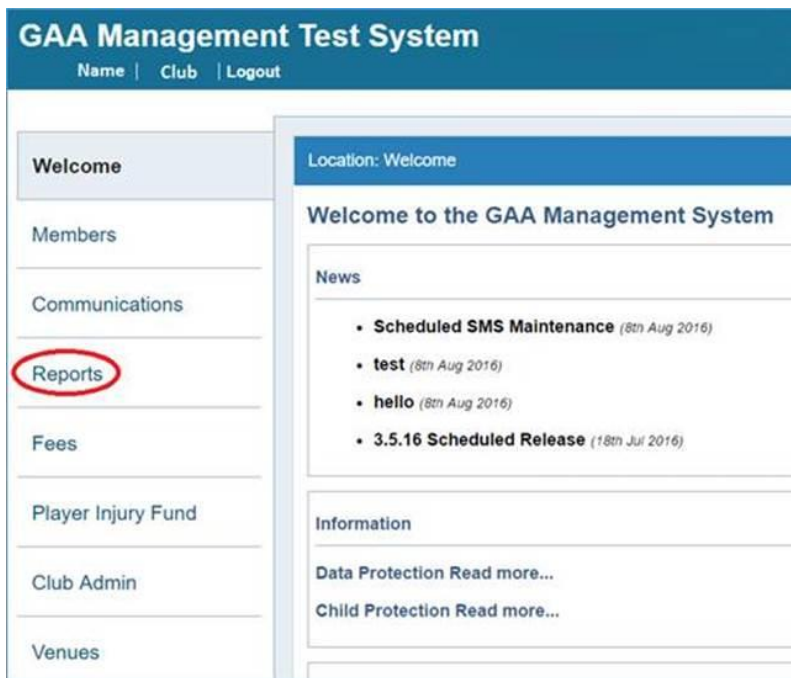 GAA Management Test System
Name | Club | Logout
Welcome
Members
Communications
Reports
Fees
Player Injury Fund
Club Admin
Venues
Location: Welcome
Welcome to the GAA Management System
News
• Scheduled SMS Maintenance (8th Aug 2016)
• test (8th Aug 2016)
• hello (8th Aug 2016)
• 3.5.16 Scheduled Release (18th Jul 2016)
Information
Data Protection Read more...
Child Protection Read more...